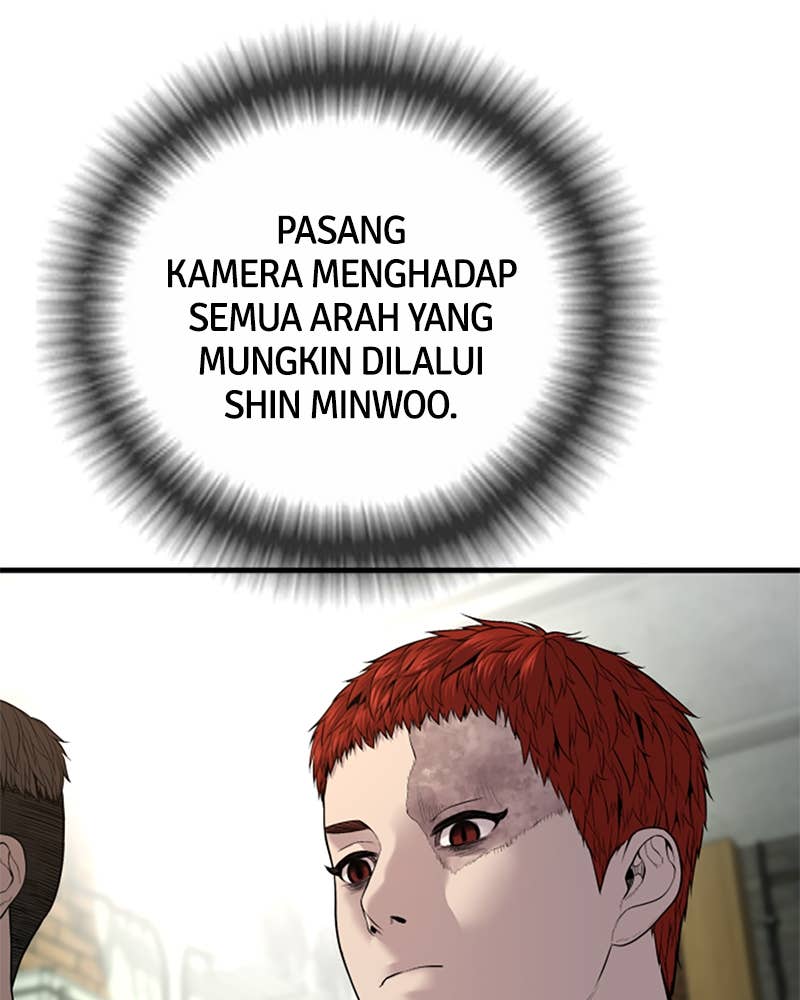 PASANG
KAMERA MENGHADAP
SEMUA ARAH YANG
MUNGKIN DILALUI
SHIN MINWOO.